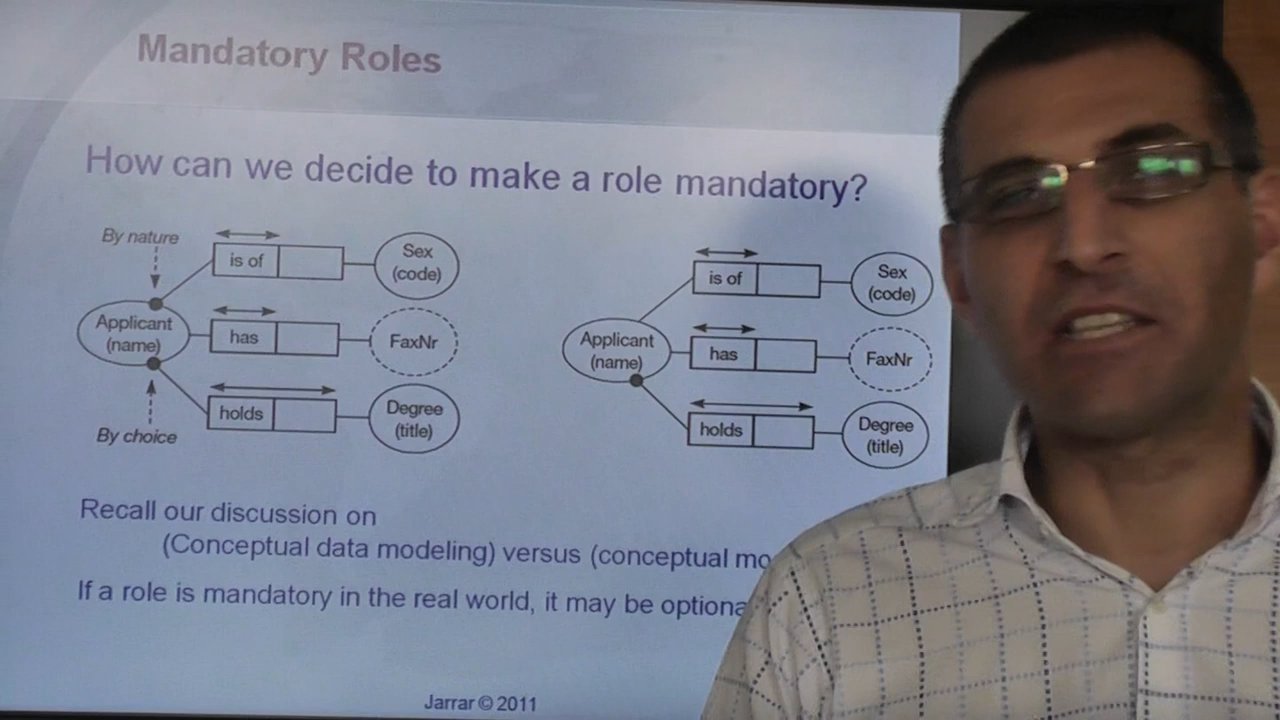 Mandatory Roles
How can we decide to make a role mandatory?
By nature
is of
Sex
(code)
Applicant
(name)
has
FaxNr
holds
Degree
(title)
By choice
is of
Sex
(code)
Applicant
(name)
has
FaxNr
holds
Degree
(title)
Recall our discussion on
(Conceptual data modeling) versus (conceptual mo
If a role is mandatory in the real world, it may be optiona
Jarrar © 2011